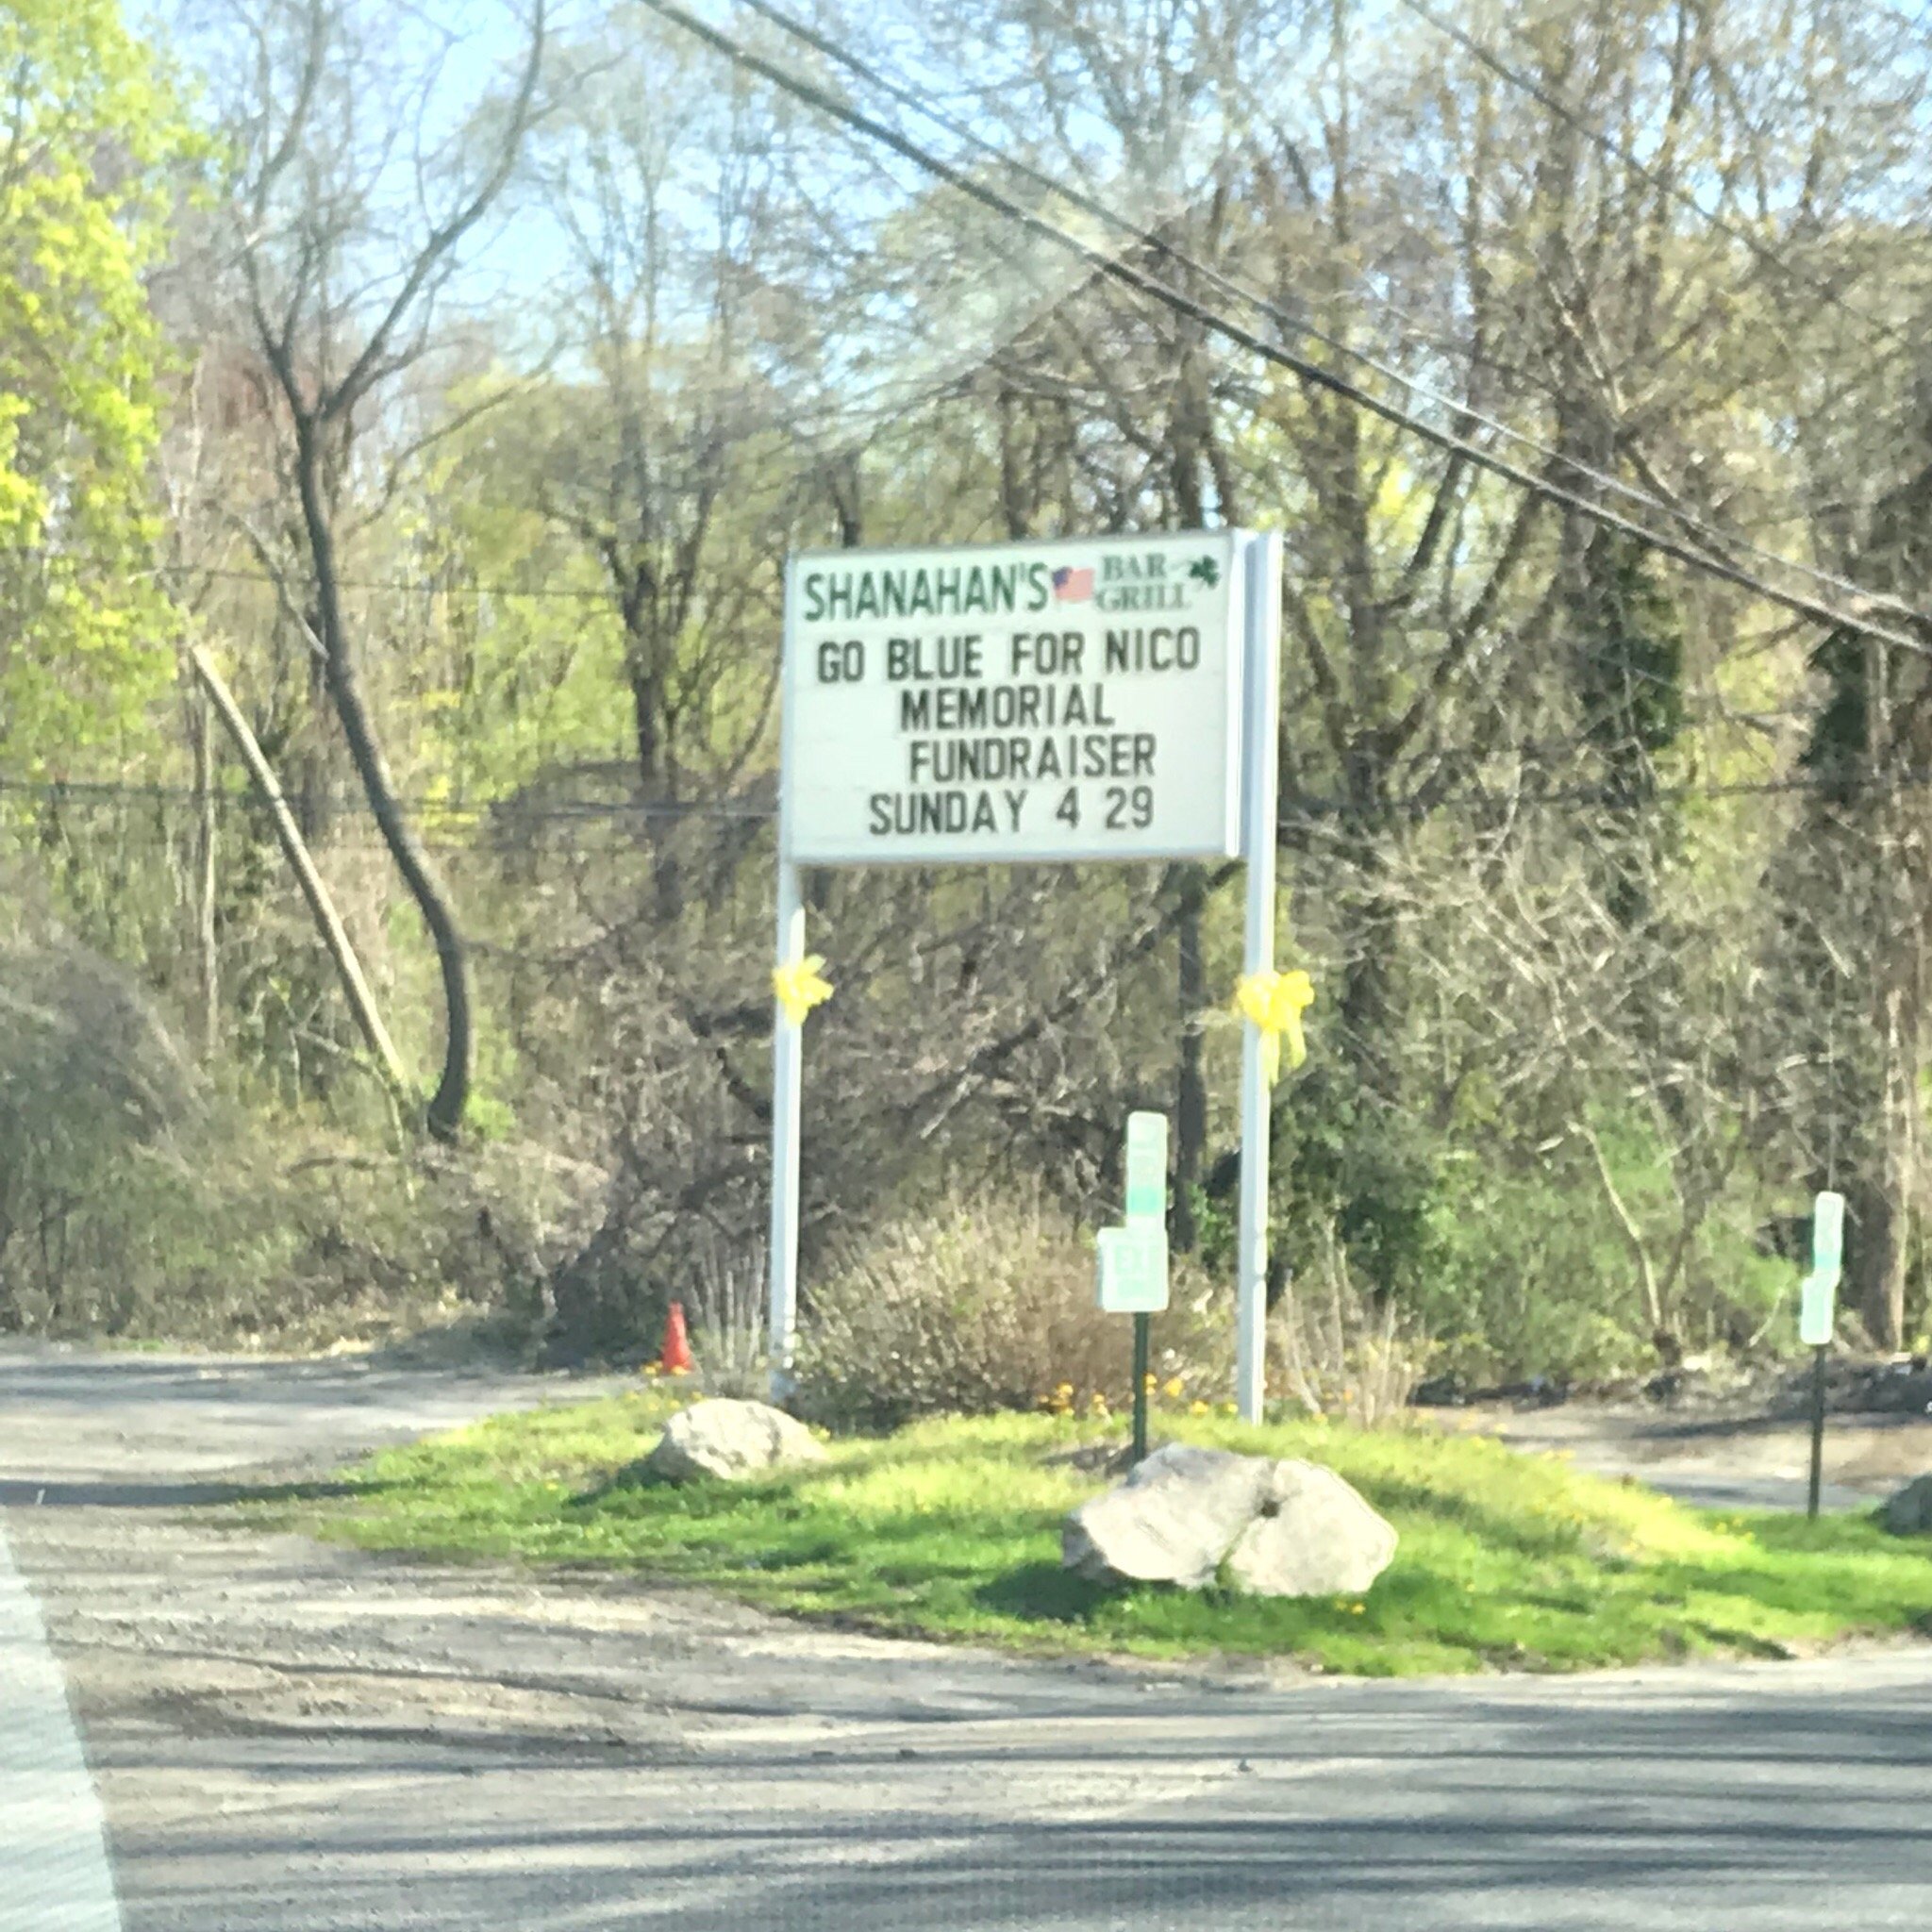 SHANAHAN'S BAR GRILL
GO BLUE FOR NICO
MEMORIAL
FUNDRAISER
SUNDAY 4 29